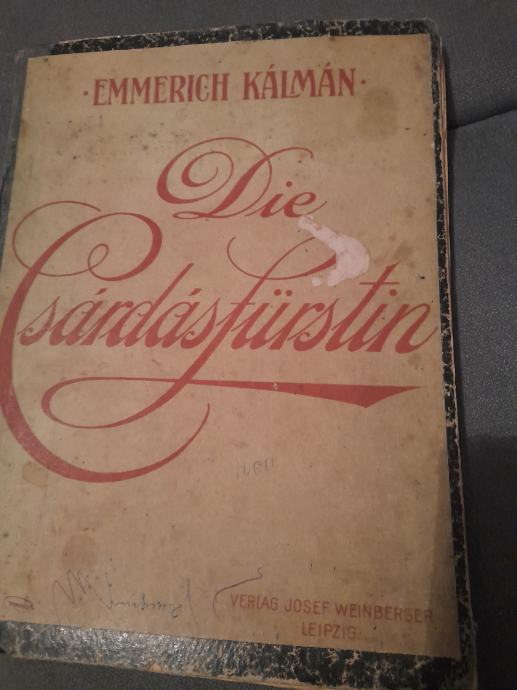 · EMMERICH KÁLMÁN ·
Die
Csárdásfürstin
VERLAG JOSEF WEINBERGER
LEIPZIG.